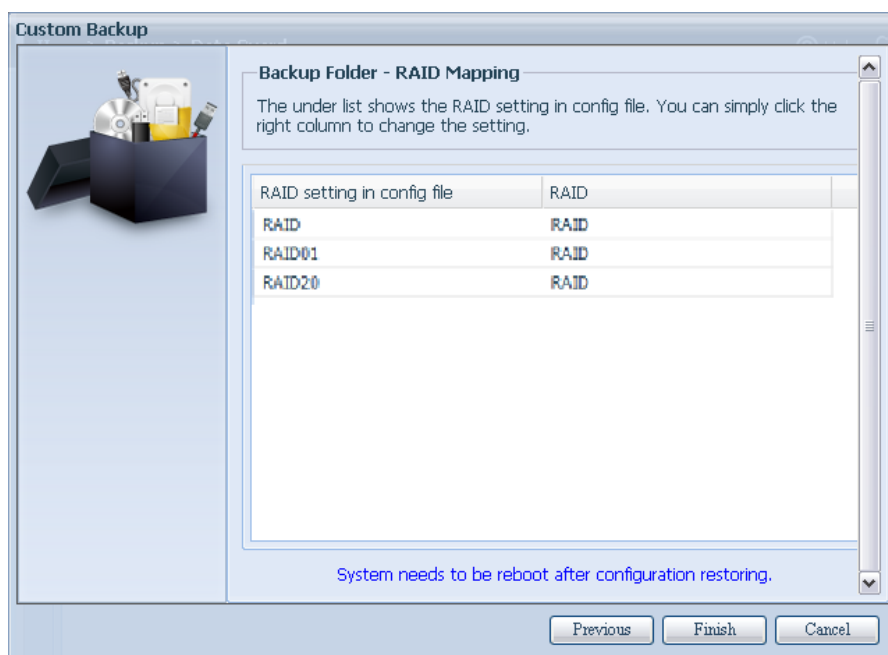 Custom Backup
Backup Folder - RAID Mapping
The under list shows the RAID setting in config file. You can simply click the
right column to change the setting.
RAID setting in config file RAID
RAID RAID
RAID01 RAID
RAID20 RAID
System needs to be reboot after configuration restoring.
Previous Finish Cancel